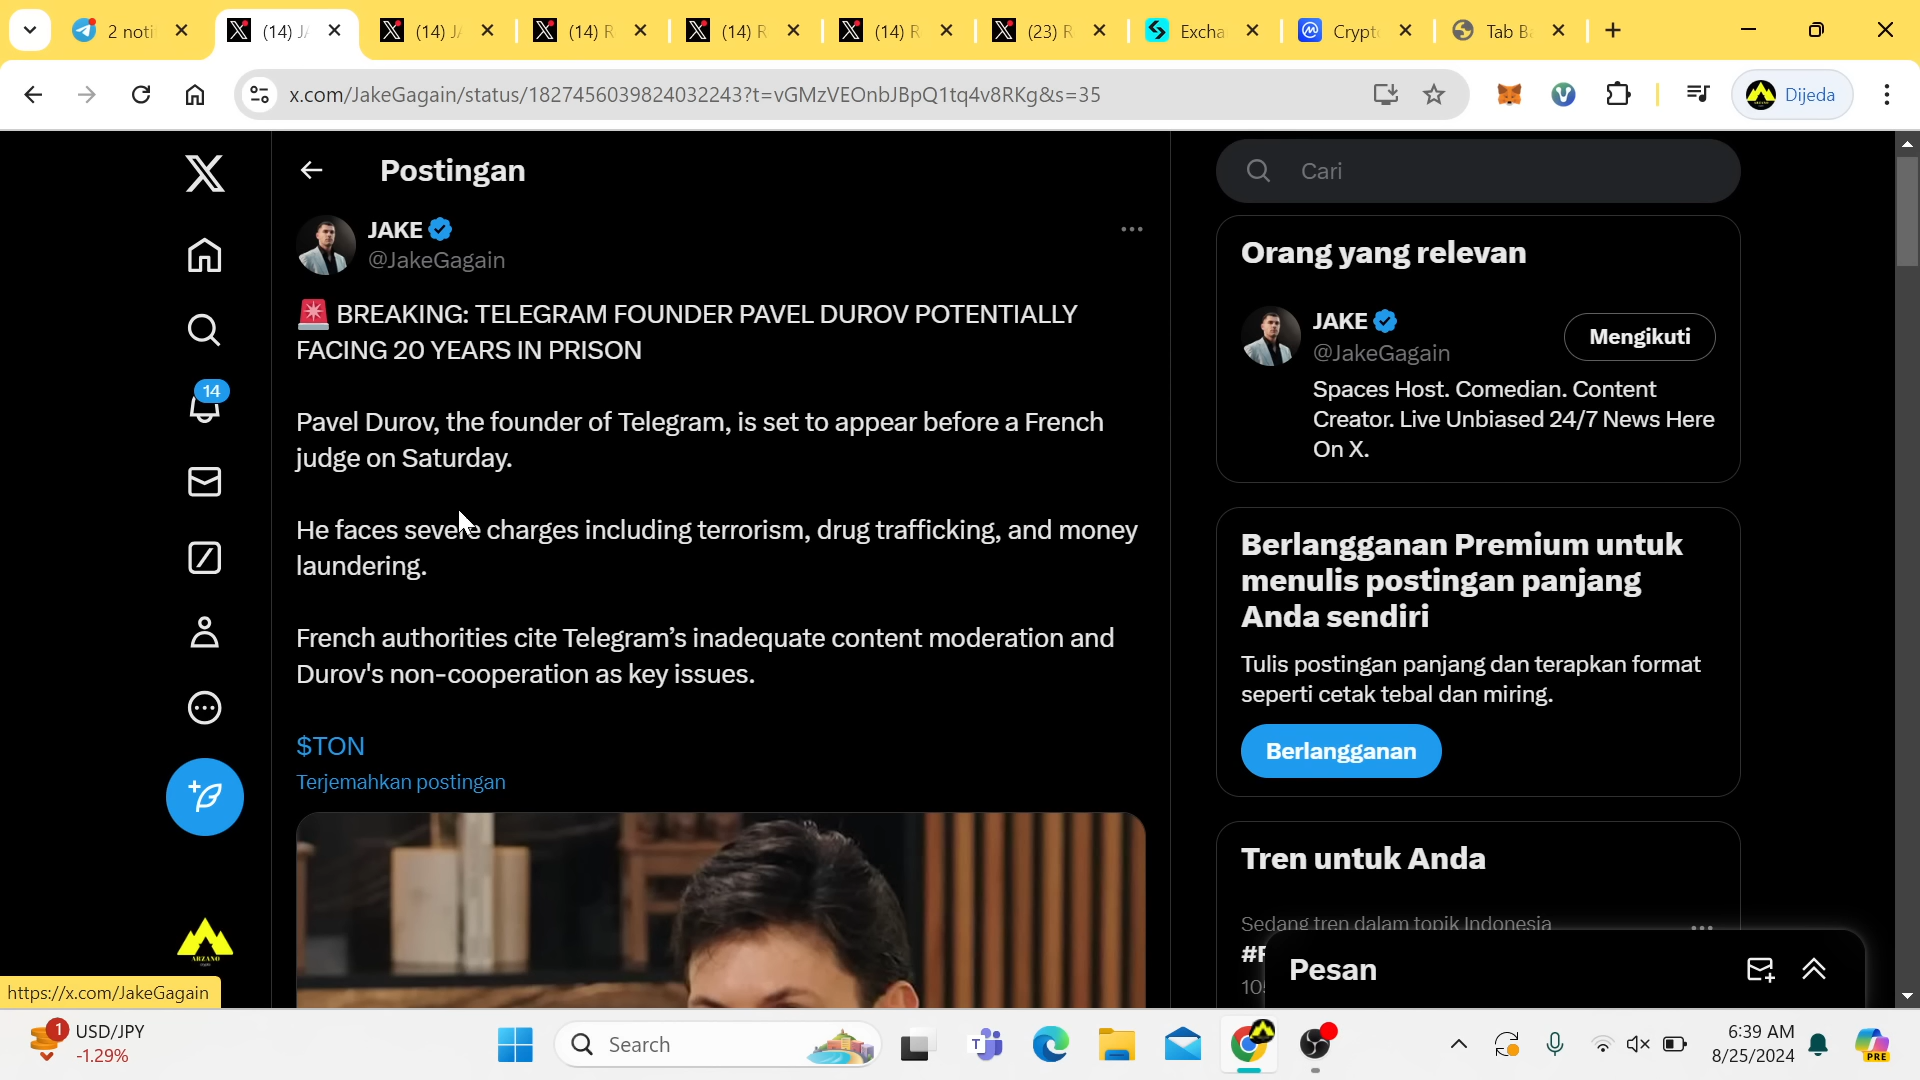 2 noti
(14) J
(14) J
(14) R
(14) R
(14) R
(23) R
Excha
Crypt
Tab B
x.com/JakeGagain/status/1827456039824032243?t=vGMzVEOnbJBpQ1tq4v8RKg&s=35
Dijeda
Postingan
JAKE
@JakeGagain
🚨 BREAKING: TELEGRAM FOUNDER PAVEL DUROV POTENTIALLY
FACING 20 YEARS IN PRISON
Pavel Durov, the founder of Telegram, is set to appear before a French
judge on Saturday.
He faces severe charges including terrorism, drug trafficking, and money
laundering.
French authorities cite Telegram’s inadequate content moderation and
Durov's non-cooperation as key issues.
$TON
Terjemahkan postingan
14
ARZANO
https://x.com/JakeGagain
Cari
Orang yang relevan
JAKE
@JakeGagain
Mengikuti
Spaces Host. Comedian. Content
Creator. Live Unbiased 24/7 News Here
On X.
Berlangganan Premium untuk
menulis postingan panjang
Anda sendiri
Tulis postingan panjang dan terapkan format
seperti cetak tebal dan miring.
Berlangganan
Tren untuk Anda
Sedang tren dalam topik Indonesia
Pesan
1
USD/JPY
-1.29%
Search
6:39 AM
8/25/2024
PRE